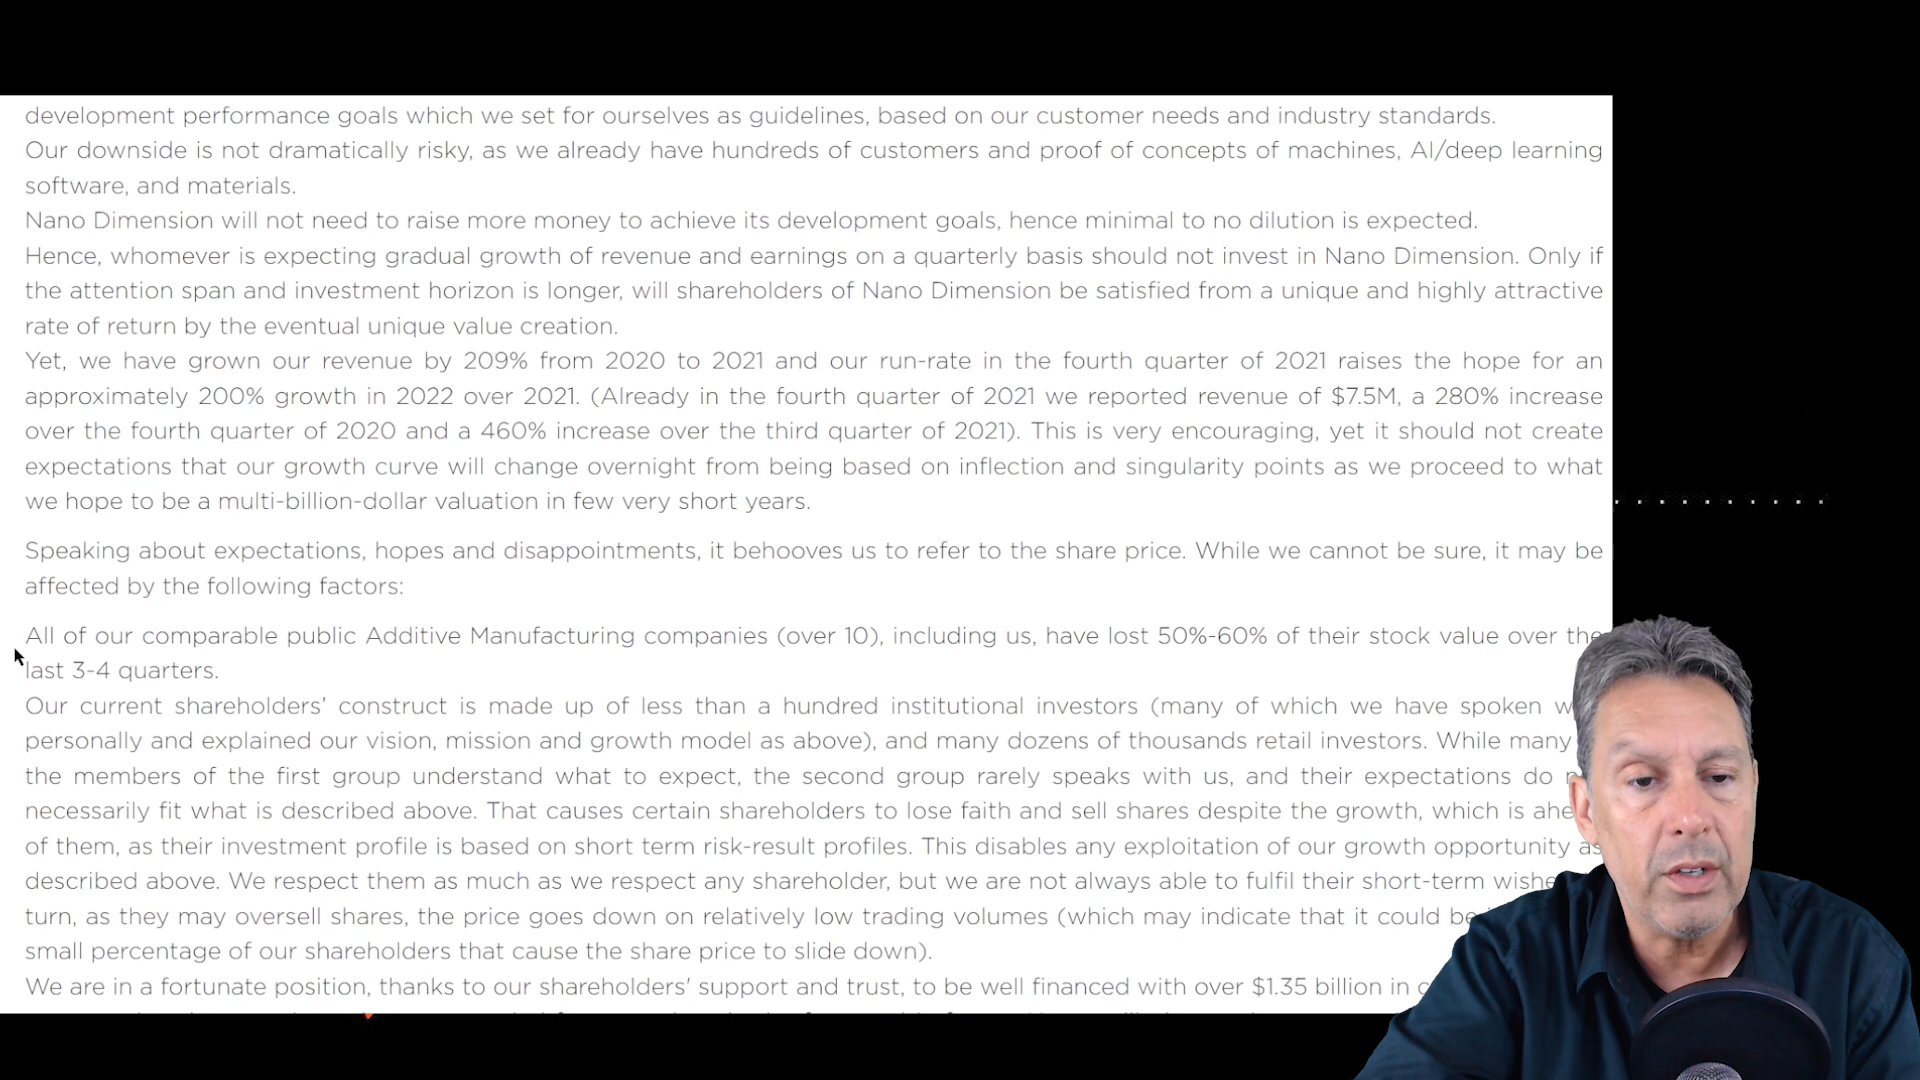 development performance goals which we set for ourselves as guidelines, based on our customer needs and industry standards.
Our downside is not dramatically risky, as we already have hundreds of customers and proof of concepts of machines, AI/deep learning
software, and materials.
Nano Dimension will not need to raise more money to achieve its development goals, hence minimal to no dilution is expected.
Hence, whomever is expecting gradual growth of revenue and earnings on a quarterly basis should not invest in Nano Dimension. Only if
the attention span and investment horizon is longer, will shareholders of Nano Dimension be satisfied from a unique and highly attractive
rate of return by the eventual unique value creation.
Yet, we have grown our revenue by 209% from 2020 to 2021 and our run-rate in the fourth quarter of 2021 raises the hope for an
approximately 200% growth in 2022 over 2021. (Already in the fourth quarter of 2021 we reported revenue of $7.5M, a 280% increase
over the fourth quarter of 2020 and a 460% increase over the third quarter of 2021). This is very encouraging, yet it should not create
expectations that our growth curve will change overnight from being based on inflection and singularity points as we proceed to what
we hope to be a multi-billion-dollar valuation in few very short years.
Speaking about expectations, hopes and disappointments, it behooves us to refer to the share price. While we cannot be sure, it may be
affected by the following factors:
All of our comparable public Additive Manufacturing companies (over 10), including us, have lost 50%-60% of their stock value over the
last 3-4 quarters.
Our current shareholders' construct is made up of less than a hundred institutional investors (many of which we have spoken
personally and explained our vision, mission and growth model as above), and many dozens of thousands retail investors. While many
the members of the first group understand what to expect, the second group rarely speaks with us, and their expectations do
necessarily fit what is described above. That causes certain shareholders to lose faith and sell shares despite the growth, which is
of them, as their investment profile is based on short term risk-result profiles. This disables any exploitation of our growth opportunity as
described above. We respect them as much as we respect any shareholder, but we are not always able to fulfil their short-term
turn, as they may oversell shares, the price goes down on relatively low trading volumes (which may indicate that it could be
small percentage of our shareholders that cause the share price to slide down).
We are in a fortunate position, thanks to our shareholders' support and trust, to be well financed with over $1.35 billion in